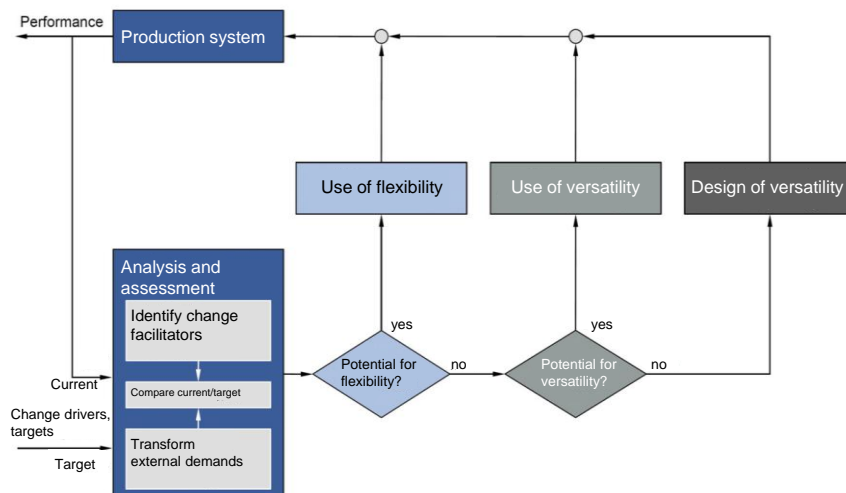 Performance
Production system
Use of flexibility
Use of versatility
Design of versatility
Analysis and
assessment
Identify change
facilitators
Compare current/target
Transform
external demands
Current
Change drivers,
targets
Target
Potential for
flexibility?
yes
no
Potential for
versatility?
yes
no